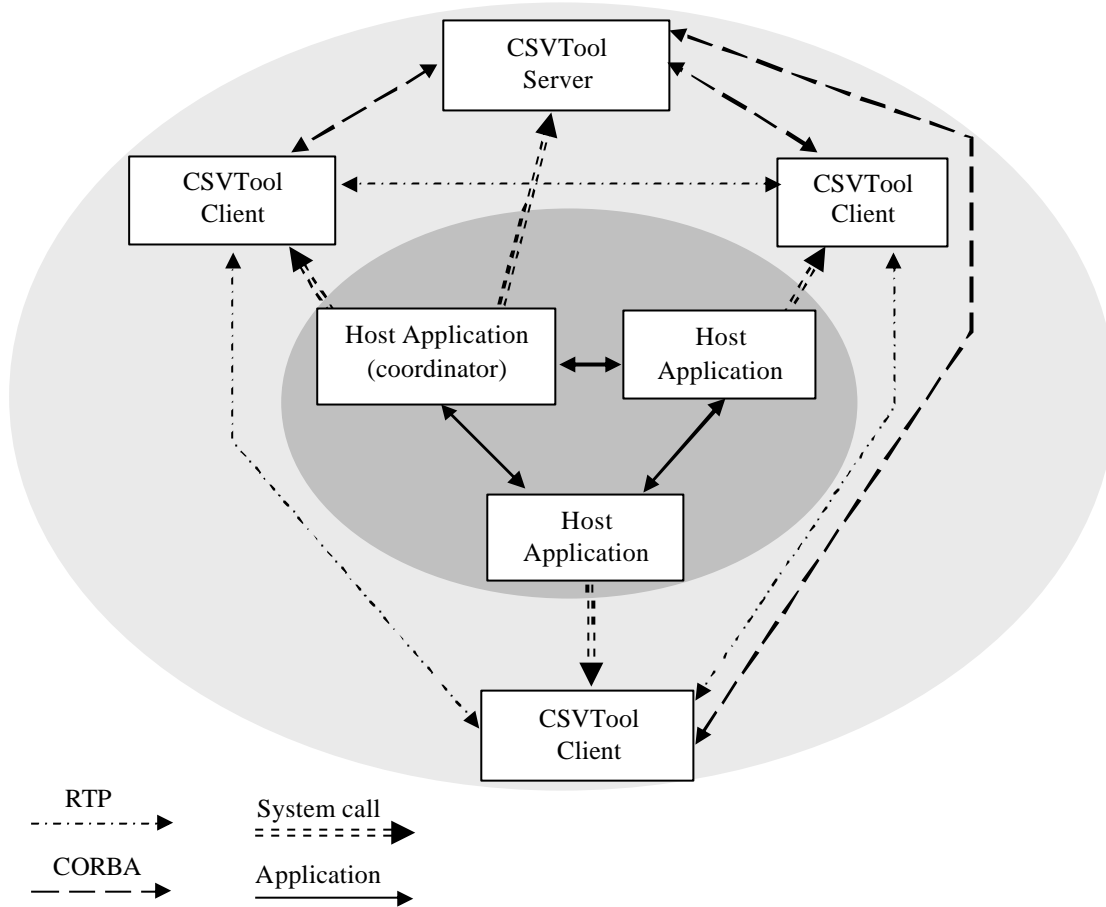 CSVTool
Server
CSVTool
Client
CSVTool
Client
Host Application
(coordinator)
Host
Application
Host
Application
CSVTool
Client
RTP
System call
CORBA
Application